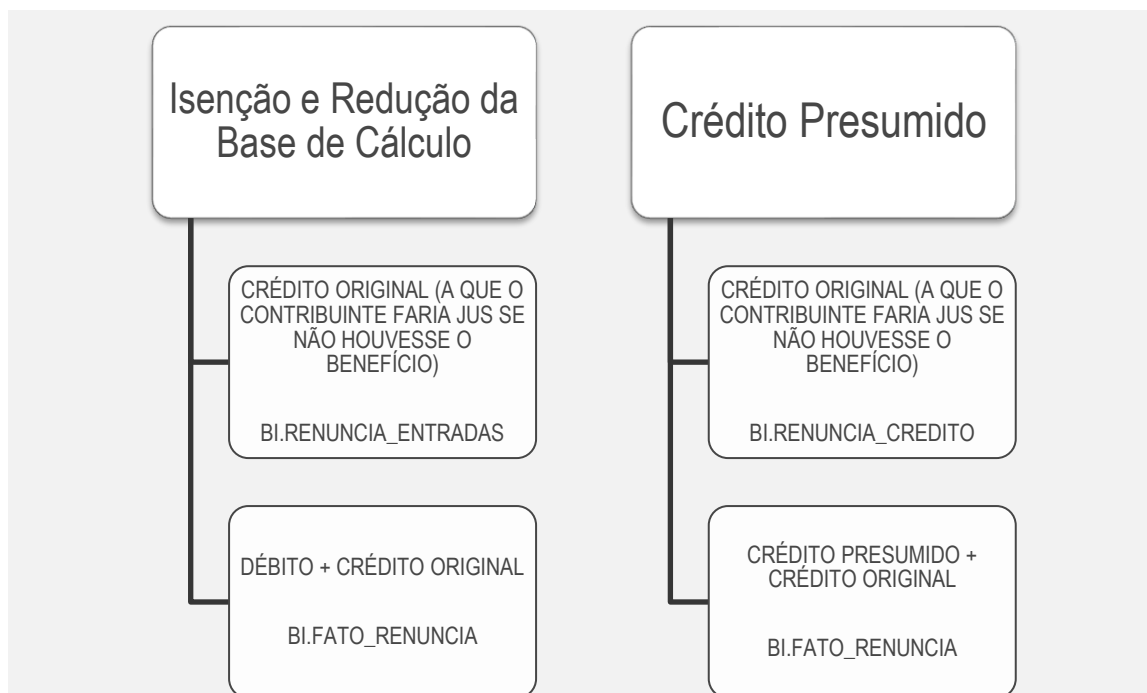 Isenção e Redução da
Base de Cálculo
CRÉDITO ORIGINAL (A QUE O
CONTRIBUINTE FARIA JUS SE
NÃO HOUVESSE O
BENEFÍCIO)
BI.RENUNCIA_ENTRADAS
DÉBITO + CRÉDITO ORIGINAL
BI.FATO_RENUNCIA
Crédito Presumido
CRÉDITO ORIGINAL (A QUE O
CONTRIBUINTE FARIA JUS SE
NÃO HOUVESSE O
BENEFÍCIO)
BI.RENUNCIA_CREDITO
CRÉDITO PRESUMIDO +
CRÉDITO ORIGINAL
BI.FATO_RENUNCIA